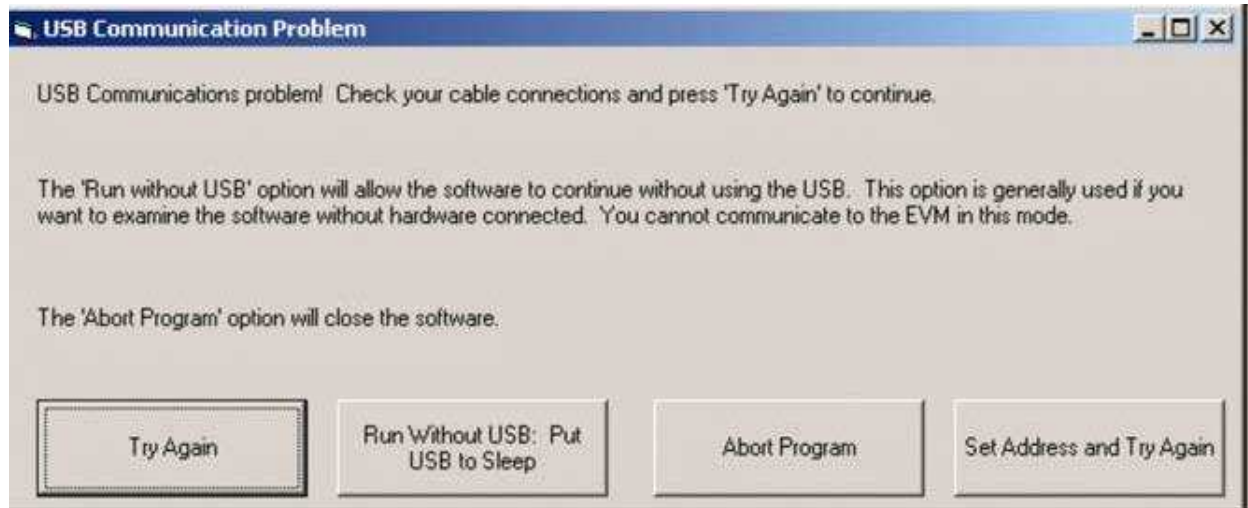 USB Communication Problem
USB Communications problem!  Check your cable connections and press 'Try Again' to continue.
The 'Run without USB' option will allow the software to continue without using the USB.  This option is generally used if you
want to examine the software without hardware connected.  You cannot communicate to the EVM in this mode.
The 'Abort Program' option will close the software.
Try Again
Run Without USB:  Put
USB to Sleep
Abort Program
Set Address and Try Again